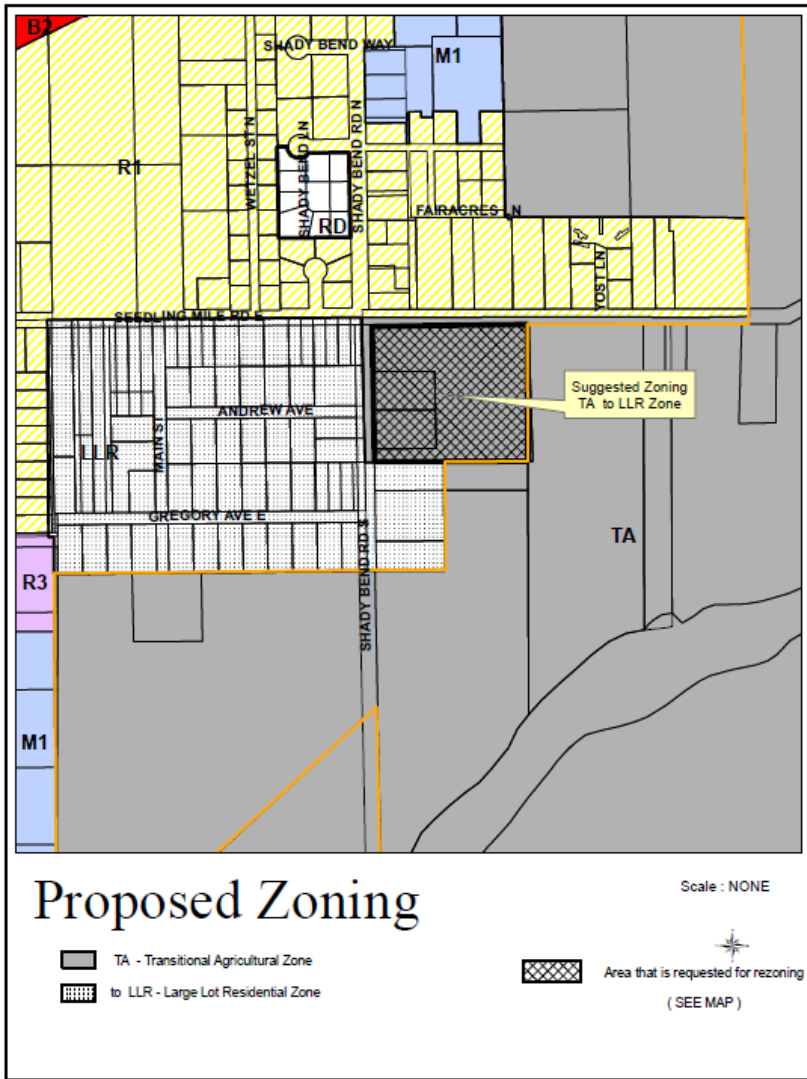 B2
SHADY BEND WAY
M1
R1
WETZEL ST N
SHADY BEND LN
SHADY BEND RD N
RD
FAIRACRES LN
YOST LN
SEEDLING MILE RD E
Suggested Zoning
TA to LLR Zone
ANDREW AVE
LLR
MAIN ST
GREGORY AVE E
SHADY BEND RD S
TA
R3
M1
Proposed Zoning
Scale : NONE
TA - Transitional Agricultural Zone
to LLR - Large Lot Residential Zone
Area that is requested for rezoning
( SEE MAP )